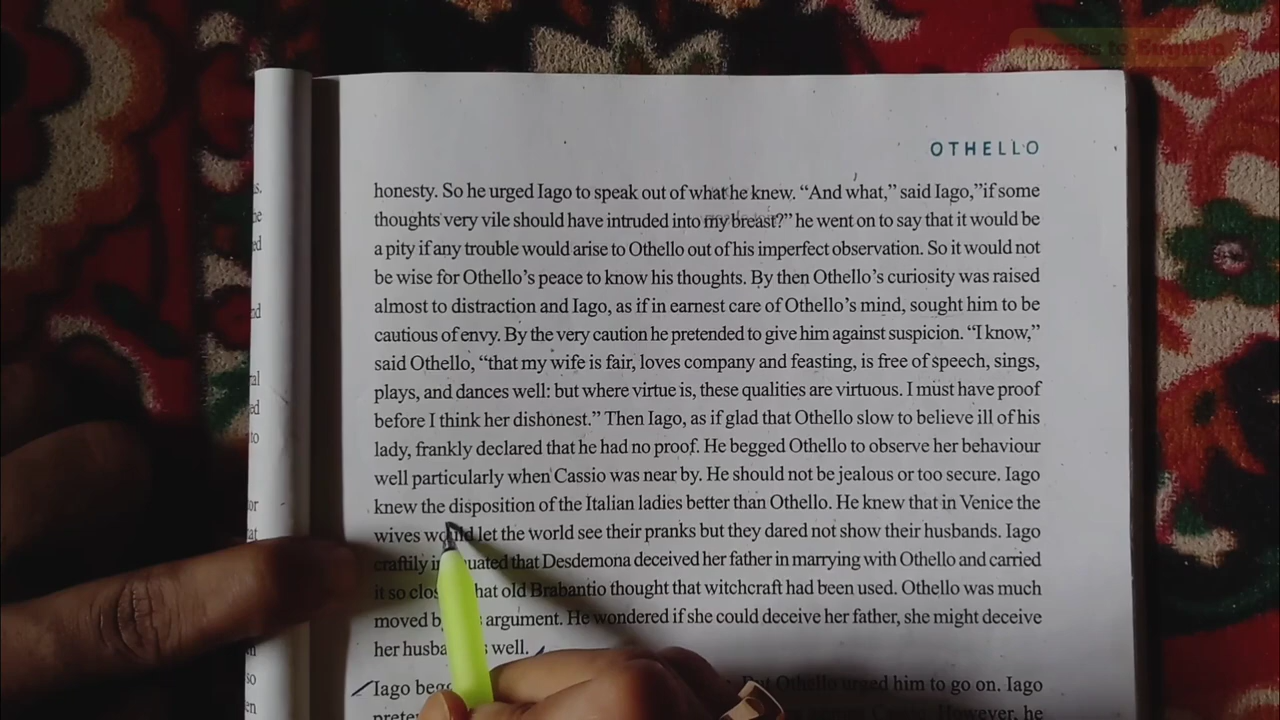 OTHELLO
honesty. So he urged Iago to speak out of what he knew. “And what,” said Iago,”if some
thoughts very vile should have intruded into my breast?” he went on to say that it would be
a pity if any trouble would arise to Othello out of his imperfect observation. So it would not
be wise for Othello’s peace to know his thoughts. By then Othello’s curiosity was raised
almost to distraction and Iago, as if in earnest care of Othello’s mind, sought him to be
cautious of envy. By the very caution he pretended to give him against suspicion. “I know,”
said Othello, “that my wife is fair, loves company and feasting, is free of speech, sings,
plays, and dances well: but where virtue is, these qualities are virtuous. I must have proof
before I think her dishonest.” Then Iago, as if glad that Othello slow to believe ill of his
lady, frankly declared that he had no proof. He begged Othello to observe her behaviour
well particularly when Cassio was near by. He should not be jealous or too secure. Iago
knew the disposition of the Italian ladies better than Othello. He knew that in Venice the
wives would let the world see their pranks but they dared not show their husbands. Iago
craftily that Desdemona deceived her father in marrying with Othello and carried
it so old Brabantio thought that witchcraft had been used. Othello was much
moved argument. He wondered if she could deceive her father, she might deceive
her well.
Iago But Othello urged him to go on. Iago
However, he